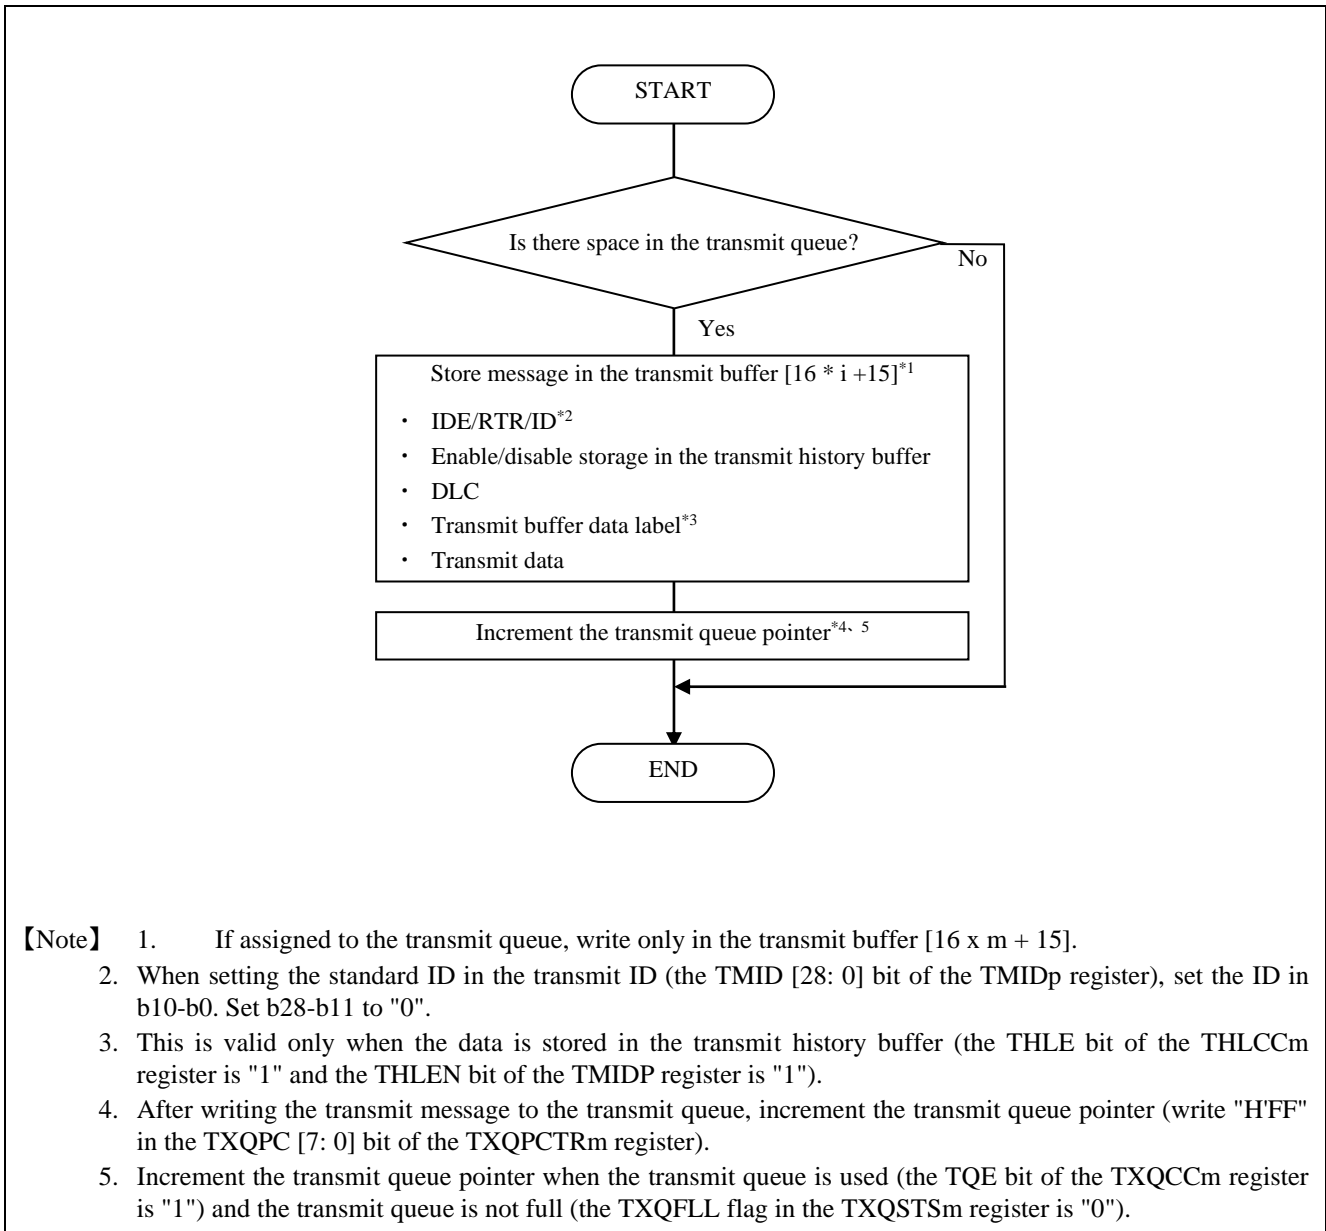 START
Is there space in the transmit queue?
No
Yes
Store message in the transmit buffer [16 * i +15]*1
・ IDE/RTR/ID*2
・ Enable/disable storage in the transmit history buffer
・ DLC
・ Transmit buffer data label*3
・ Transmit data
Increment the transmit queue pointer*4、5
END
【Note】 1. If assigned to the transmit queue, write only in the transmit buffer [16 x m + 15].
2. When setting the standard ID in the transmit ID (the TMID [28: 0] bit of the TMIDp register), set the ID in
b10-b0. Set b28-b11 to "0".
3. This is valid only when the data is stored in the transmit history buffer (the THLE bit of the THLCCm
register is "1" and the THLEN bit of the TMIDP register is "1").
4. After writing the transmit message to the transmit queue, increment the transmit queue pointer (write "H'FF"
in the TXQPC [7: 0] bit of the TXQPCTRm register).
5. Increment the transmit queue pointer when the transmit queue is used (the TQE bit of the TXQCCm register
is "1") and the transmit queue is not full (the TXQFLL flag in the TXQSTSm register is "0").